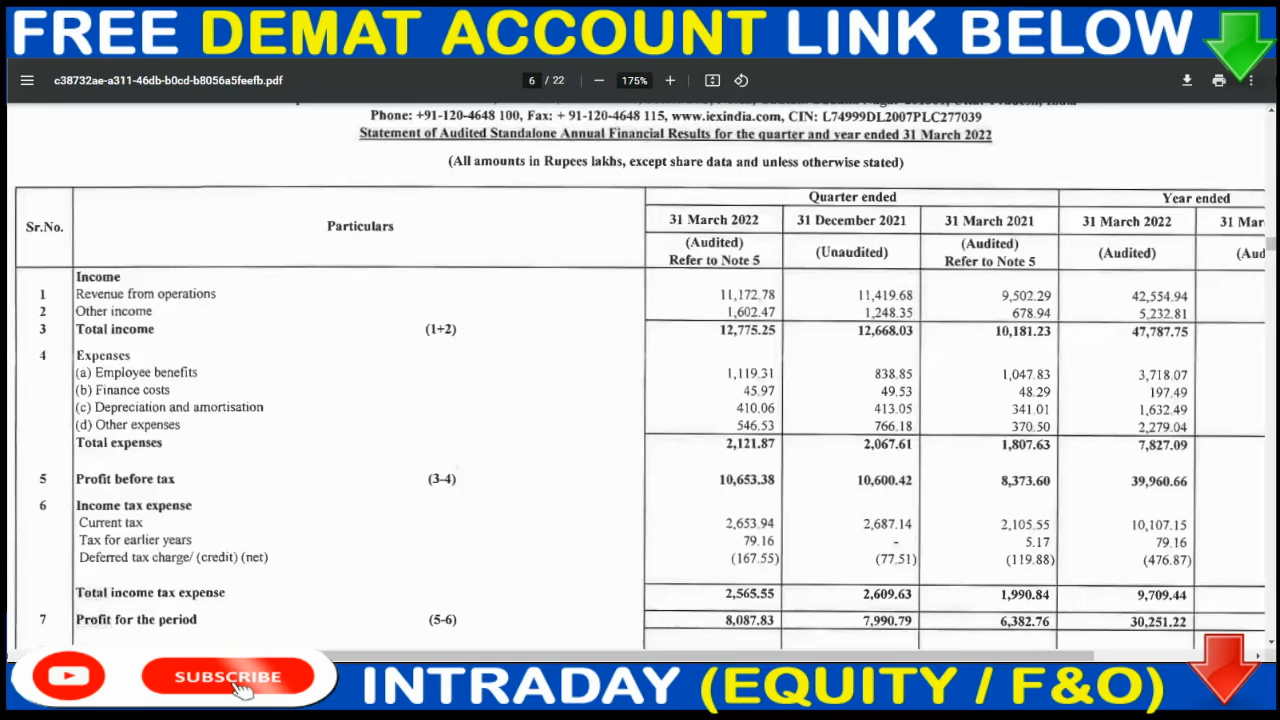 FREE DEMAT ACCOUNT LINK BELOW
c38732ae-a311-46db-b0cd-b8056a5feefb.pdf 6 / 22 − 175% +
Phone: +91-120-4648 100, Fax: + 91-120-4648 115, www.iexindia.com, CIN: L74999DL2007PLC277039
Statement of Audited Standalone Annual Financial Results for the quarter and year ended 31 March 2022
(All amounts in Rupees lakhs, except share data and unless otherwise stated)
Quarter ended Year ended
Sr.No. Particulars 31 March 2022 31 December 2021 31 March 2021 31 March 2022 31 Mar
(Audited) (Unaudited) (Audited) (Audited) (Aud
Refer to Note 5 Refer to Note 5
Income
1 Revenue from operations 11,172.78 11,419.68 9,502.29 42,554.94
2 Other income 1,602.47 1,248.35 678.94 5,232.81
3 Total income (1+2) 12,775.25 12,668.03 10,181.23 47,787.75
4 Expenses
(a) Employee benefits 1,119.31 838.85 1,047.83 3,718.07
(b) Finance costs 45.97 49.53 48.29 197.49
(c) Depreciation and amortisation 410.06 413.05 341.01 1,632.49
(d) Other expenses 546.53 766.18 370.50 2,279.04
Total expenses 2,121.87 2,067.61 1,807.63 7,827.09
5 Profit before tax (3-4) 10,653.38 10,600.42 8,373.60 39,960.66
6 Income tax expense
Current tax 2,653.94 2,687.14 2,105.55 10,107.15
Tax for earlier years 79.16 - 5.17 79.16
Deferred tax charge/ (credit) (net) (167.55) (77.51) (119.88) (476.87)
Total income tax expense 2,565.55 2,609.63 1,990.84 9,709.44
7 Profit for the period (5-6) 8,087.83 7,990.79 6,382.76 30,251.22
SUBSCRIBE
INTRADAY (EQUITY / F&O)